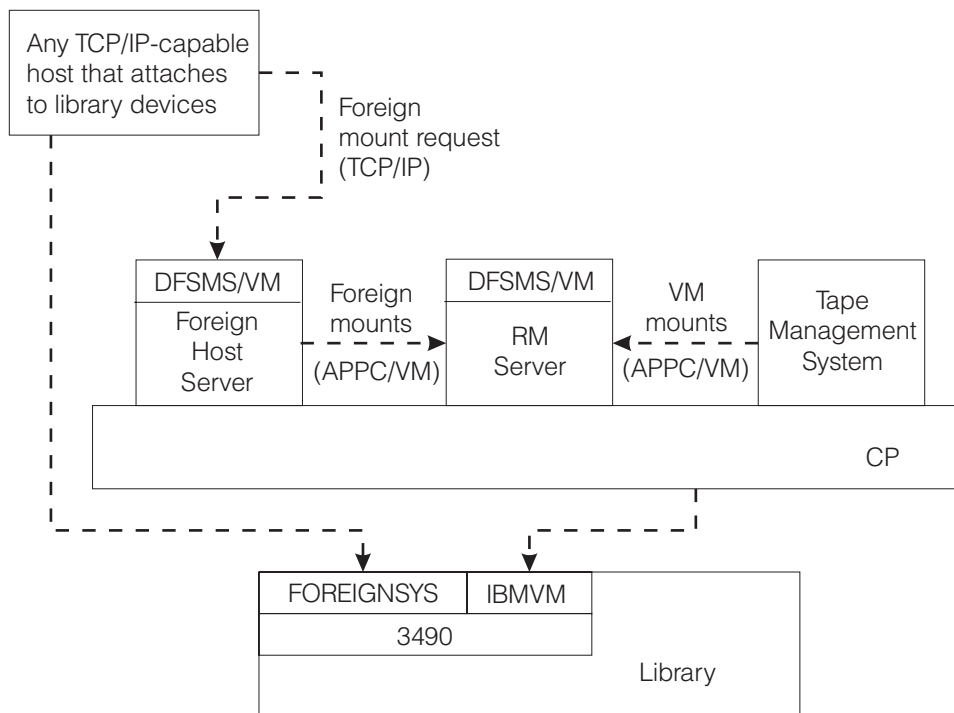 Any TCP/IP-capable
host that attaches
to library devices
Foreign
mount request
(TCP/IP)
DFSMS/VM
Foreign
Host
Server
Foreign
mounts
(APPC/VM)
DFSMS/VM
RM
Server
VM
mounts
(APPC/VM)
Tape
Management
System
CP
FOREIGNSYS
IBMVM
3490
Library